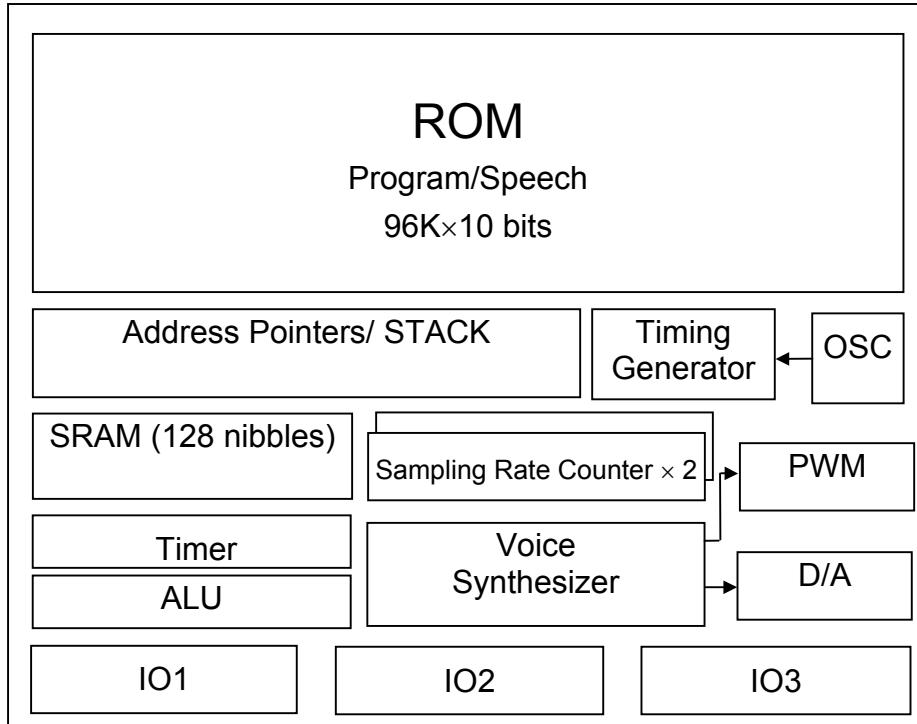 ROM
Program/Speech
96K×10 bits
Address Pointers/ STACK
Timing
Generator
OSC
SRAM (128 nibbles)
Sampling Rate Counter × 2
PWM
Timer
Voice
Synthesizer
D/A
ALU
IO1
IO2
IO3